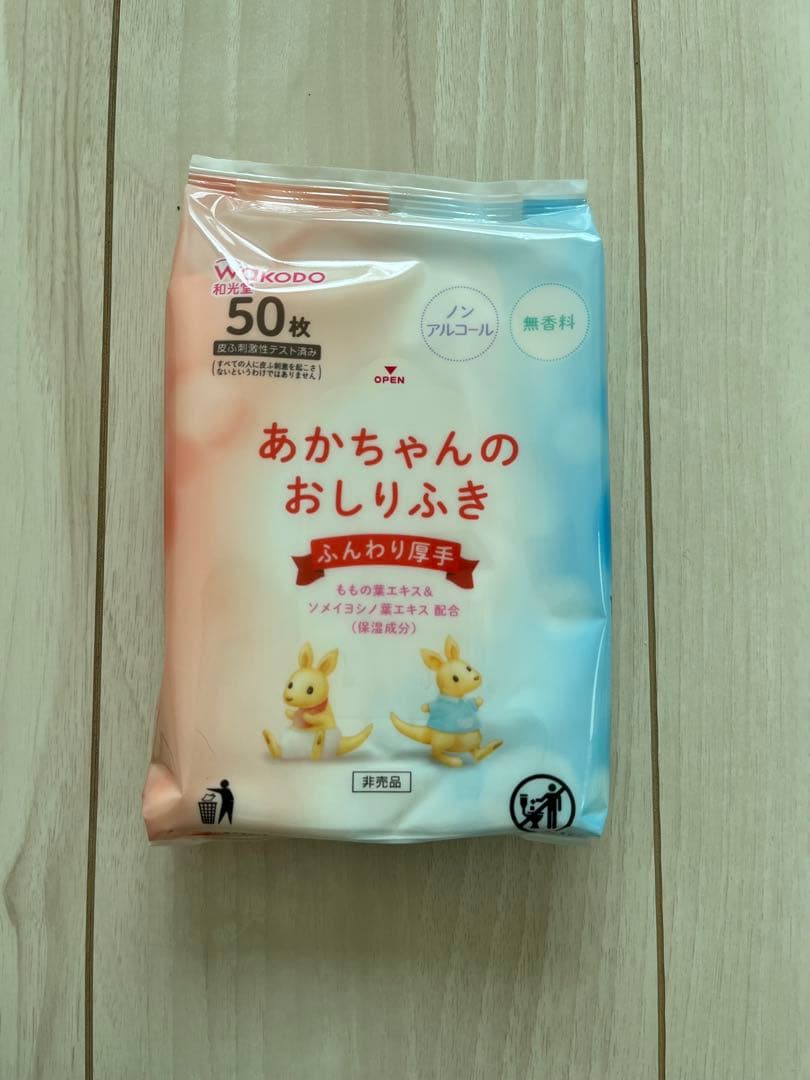 Wakodo
和光堂
50枚
皮ふ刺激性テスト済み
(すべての人に皮ふ刺激を起こさ
ないというわけではありません)
ノン
アルコール
無香料
OPEN
あかちゃんの
おしりふき
ふんわり厚手
ももの葉エキス&
ソメイヨシノ葉エキス 配合
(保湿成分)
非売品